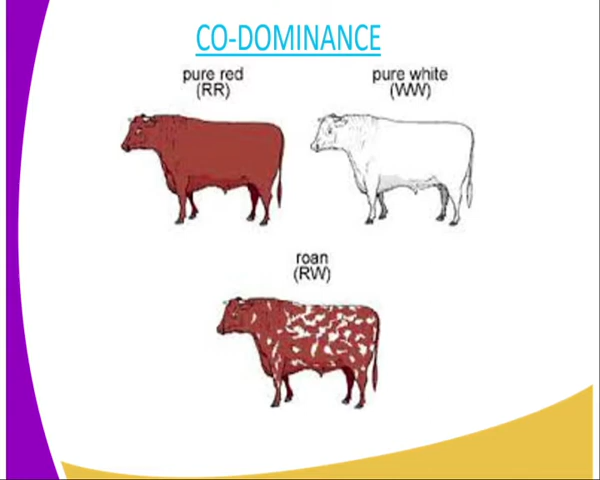 CO-DOMINANCE
pure red
(RR)
pure white
(WW)
roan
(RW)